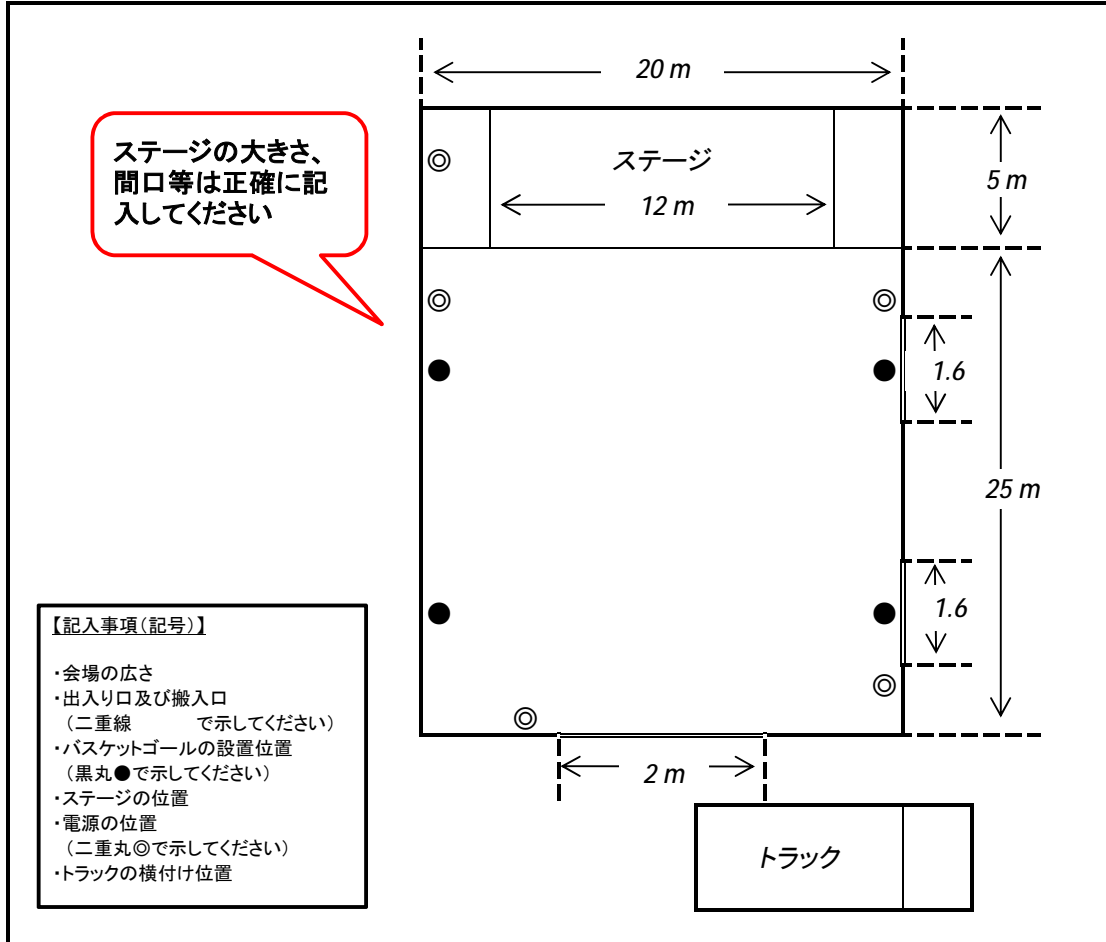 20 m
ステージの大きさ、
間口等は正確に記
入してください
◎
ステージ
12 m
5 m
◎
◎
●
●
1.6
25 m
●
●
1.6
◎
◎
2 m
トラック
【記入事項(記号)】
・会場の広さ
・出入り口及び搬入口
（二重線　　　で示してください）
・バスケットゴールの設置位置
（黒丸●で示してください）
・ステージの位置
・電源の位置
（二重丸◎で示してください）
・トラックの横付け位置